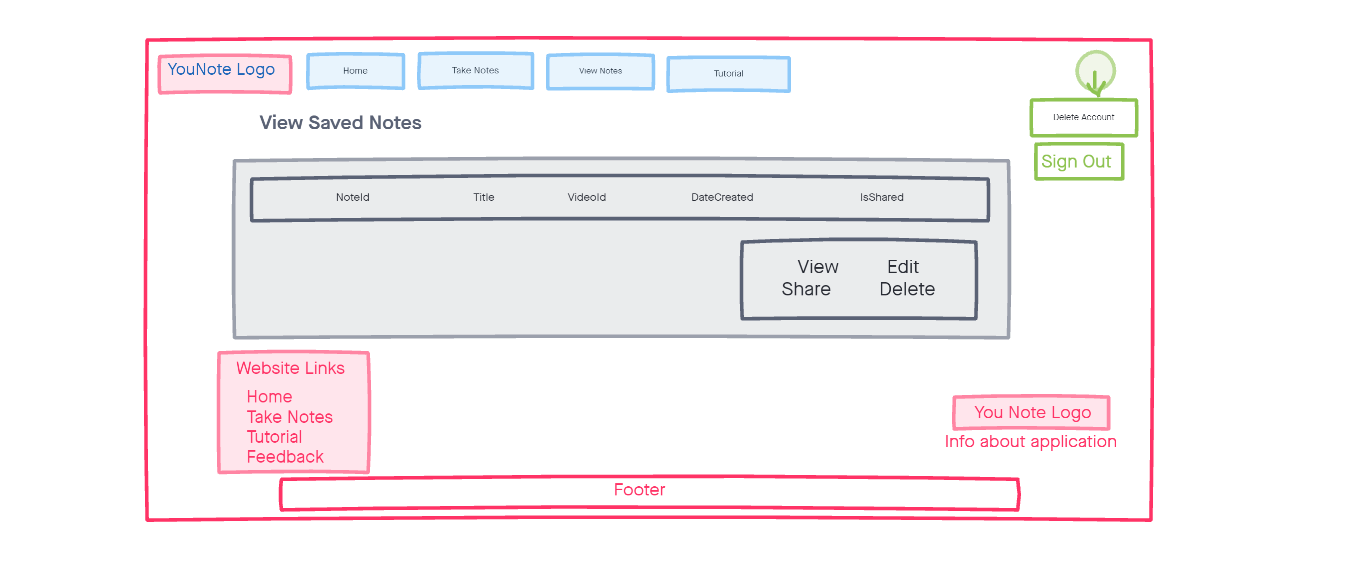 YouNote Logo
Home
Take Notes
View Notes
Tutorial
Delete Account
View Saved Notes
Sign Out
NoteId Title VideoId DateCreated IsShared
View Edit
Share Delete
Website Links
Home
Take Notes
Tutorial
Feedback
You Note Logo
Info about application
Footer